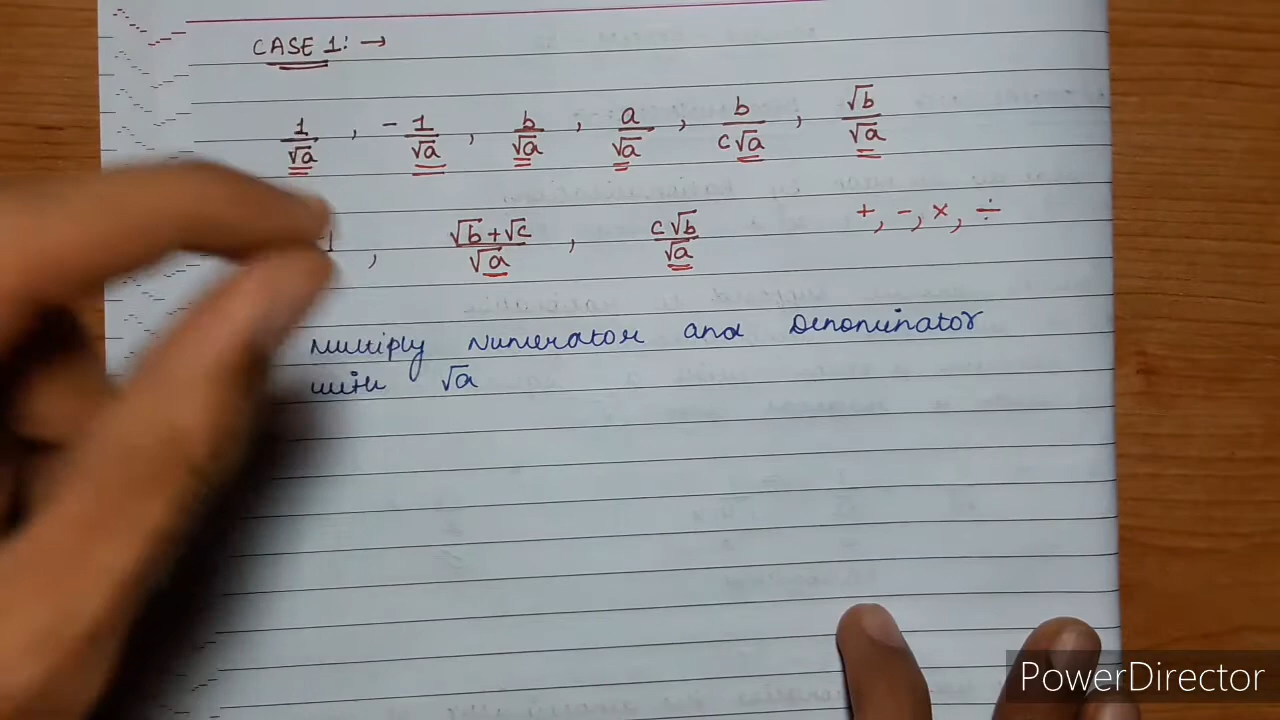 CASE 1: →
1/√a , - 1/√a , b/√a , a/√a , b/c√a , √b/√a
, √b+√c/√a , c√b/√a +, -, ×, ÷
Multiply Numerator and Denominator
with √a
PowerDirector